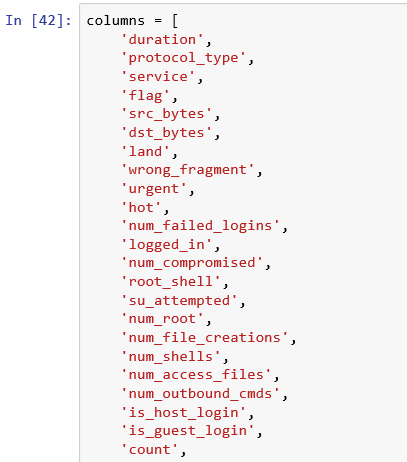 In [42]: columns = [
'duration',
'protocol_type',
'service',
'flag',
'src_bytes',
'dst_bytes',
'land',
'wrong_fragment',
'urgent',
'hot',
'num_failed_logins',
'logged_in',
'num_compromised',
'root_shell',
'su_attempted',
'num_root',
'num_file_creations',
'num_shells',
'num_access_files',
'num_outbound_cmds',
'is_host_login',
'is_guest_login',
'count',